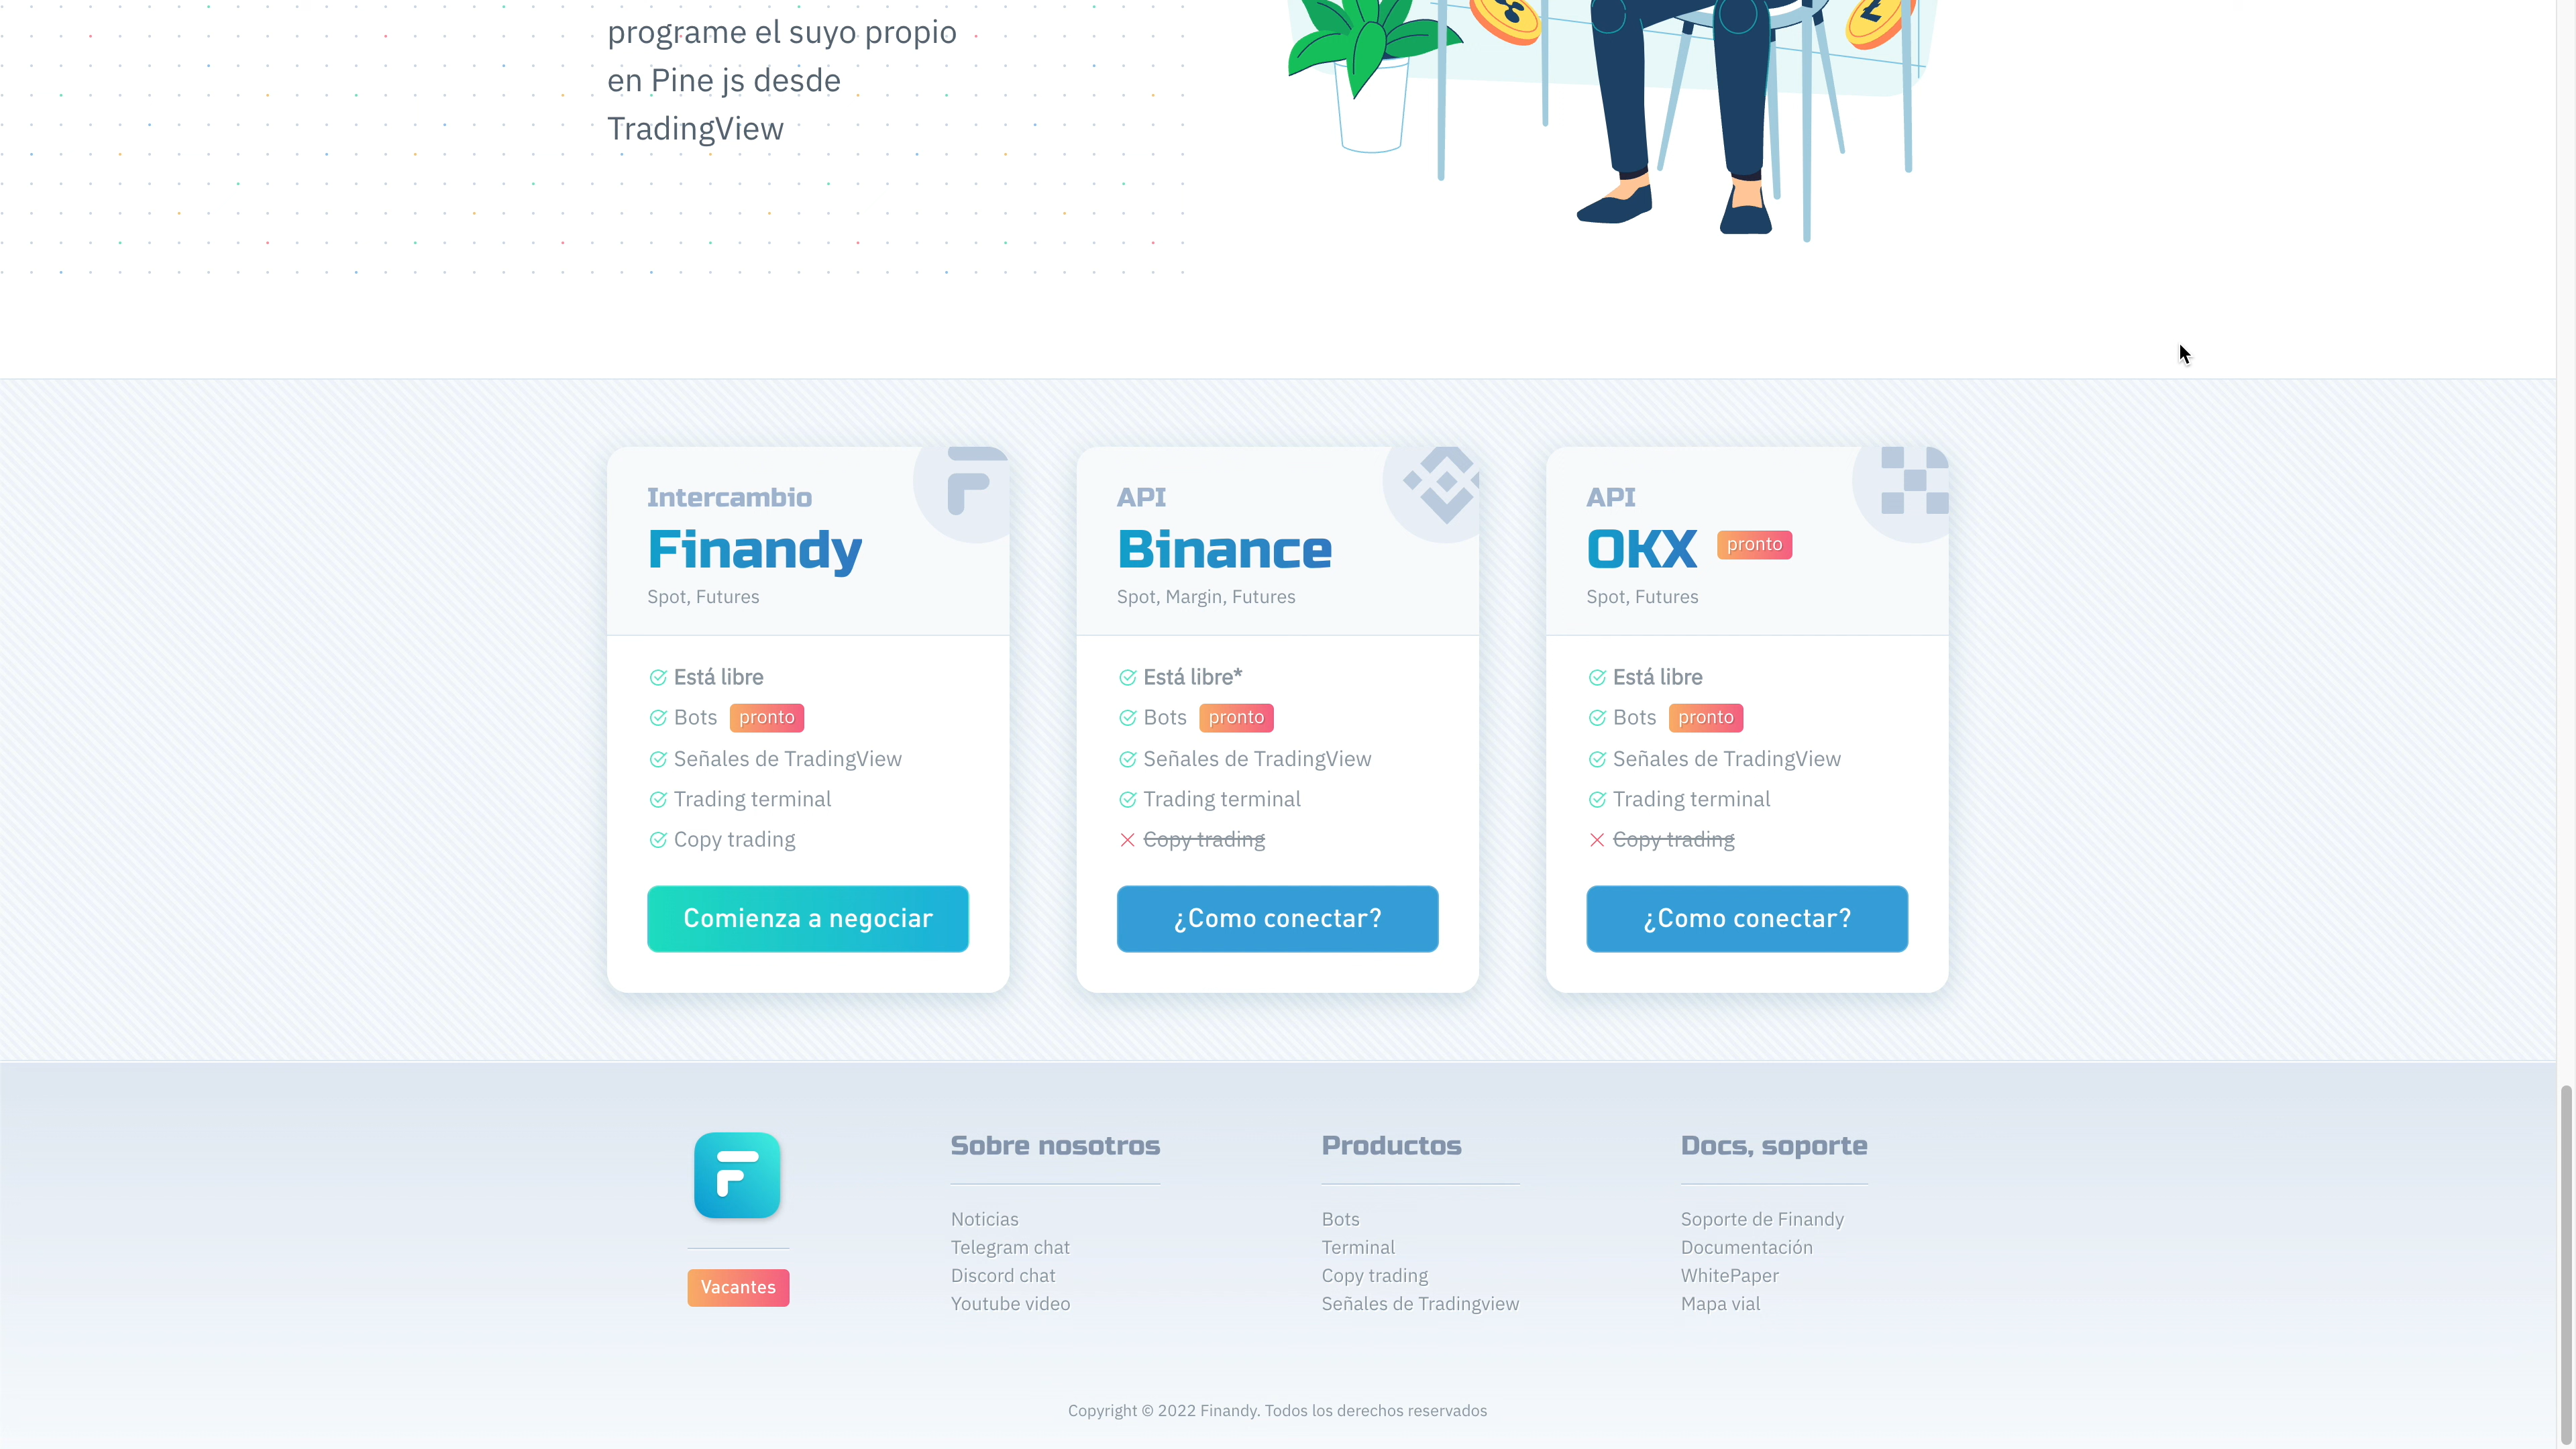 programe el suyo propio
en Pine js desde
TradingView
Intercambio
Finandy
Spot, Futures
Está libre
Bots pronto
Señales de TradingView
Trading terminal
Copy trading
Comienza a negociar
API
Binance
Spot, Margin, Futures
Está libre*
Bots pronto
Señales de TradingView
Trading terminal
Copy trading
¿Como conectar?
API
OKX pronto
Spot, Futures
Está libre
Bots pronto
Señales de TradingView
Trading terminal
Copy trading
¿Como conectar?
Vacantes
Sobre nosotros
Noticias
Telegram chat
Discord chat
Youtube video
Productos
Bots
Terminal
Copy trading
Señales de Tradingview
Docs, soporte
Soporte de Finandy
Documentación
WhitePaper
Mapa vial
Copyright © 2022 Finandy. Todos los derechos reservados